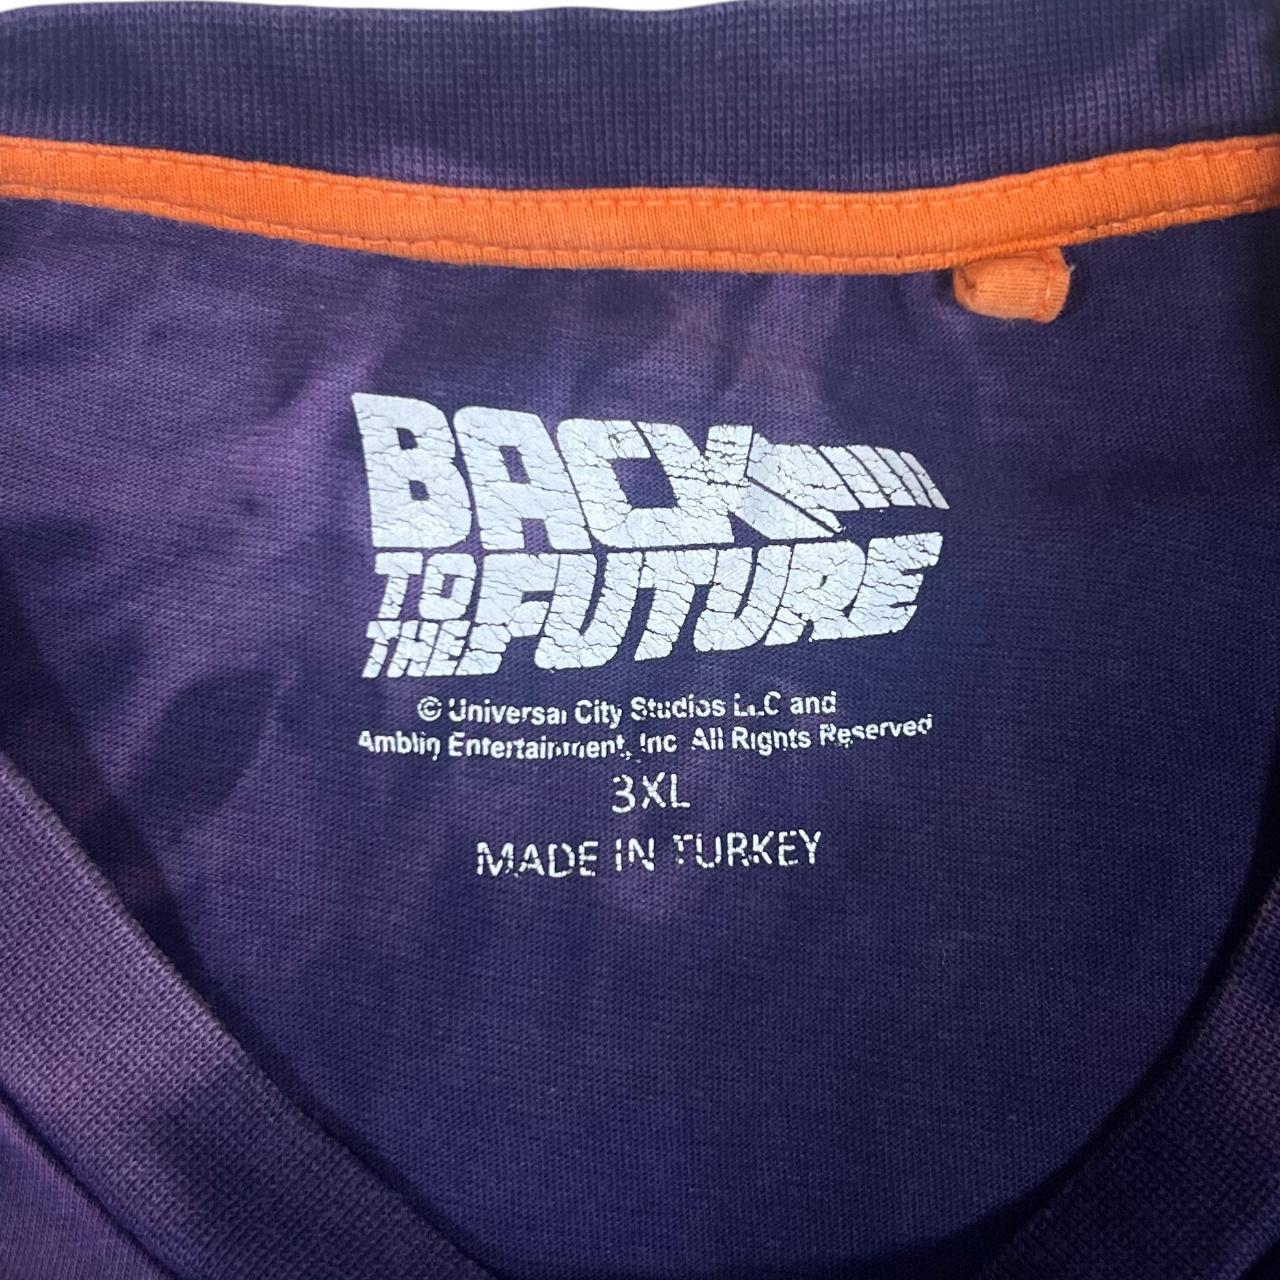 BACK
TO
THE FUTURE
© Universal City Studios LLC and
Amblin Entertainment, Inc All Rights Reserved
3XL
MADE IN TURKEY